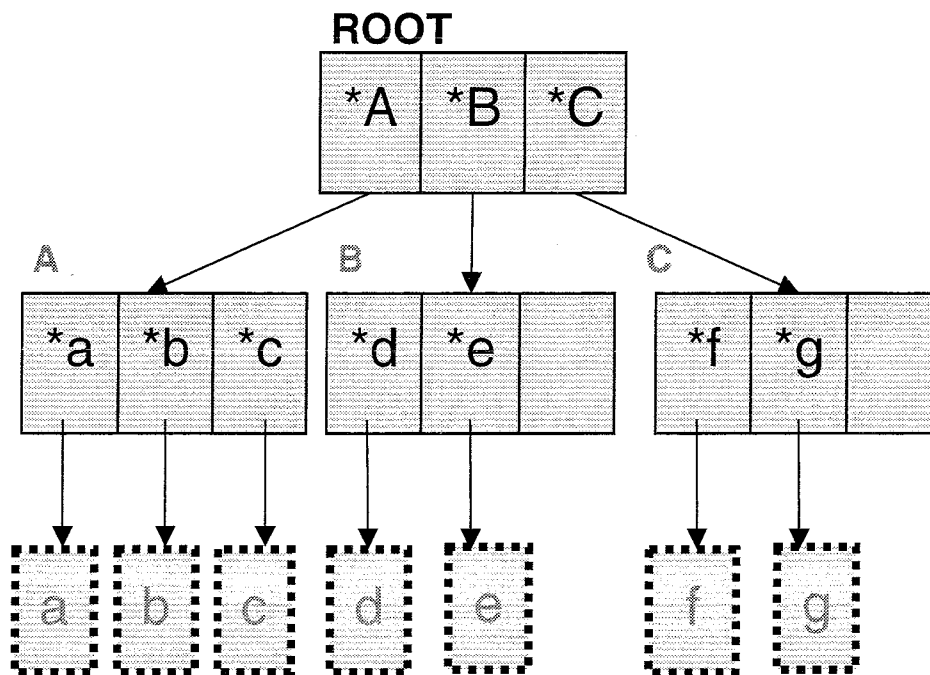 ROOT
*A *B *C
A B C
*a *b *c *d *e *f *g
a b c d e f g